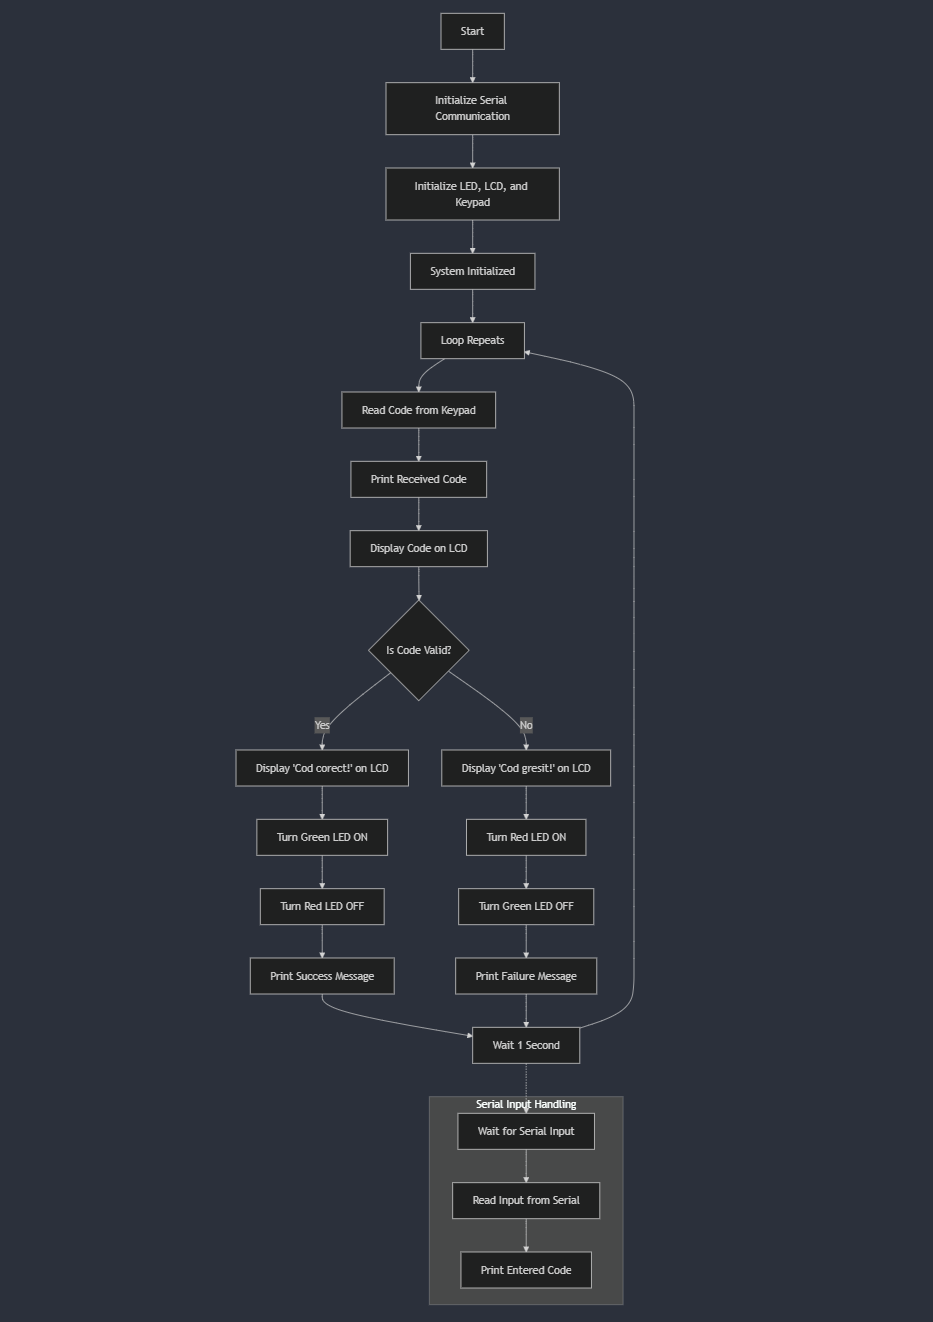 Start
Initialize Serial
Communication
Initialize LED, LCD, and
Keypad
System Initialized
Loop Repeats
Read Code from Keypad
Print Received Code
Display Code on LCD
Is Code Valid?
Yes
No
Display 'Cod corect!' on LCD
Display 'Cod gresit!' on LCD
Turn Green LED ON
Turn Red LED ON
Turn Red LED OFF
Turn Green LED OFF
Print Success Message
Print Failure Message
Wait 1 Second
Serial Input Handling
Wait for Serial Input
Read Input from Serial
Print Entered Code